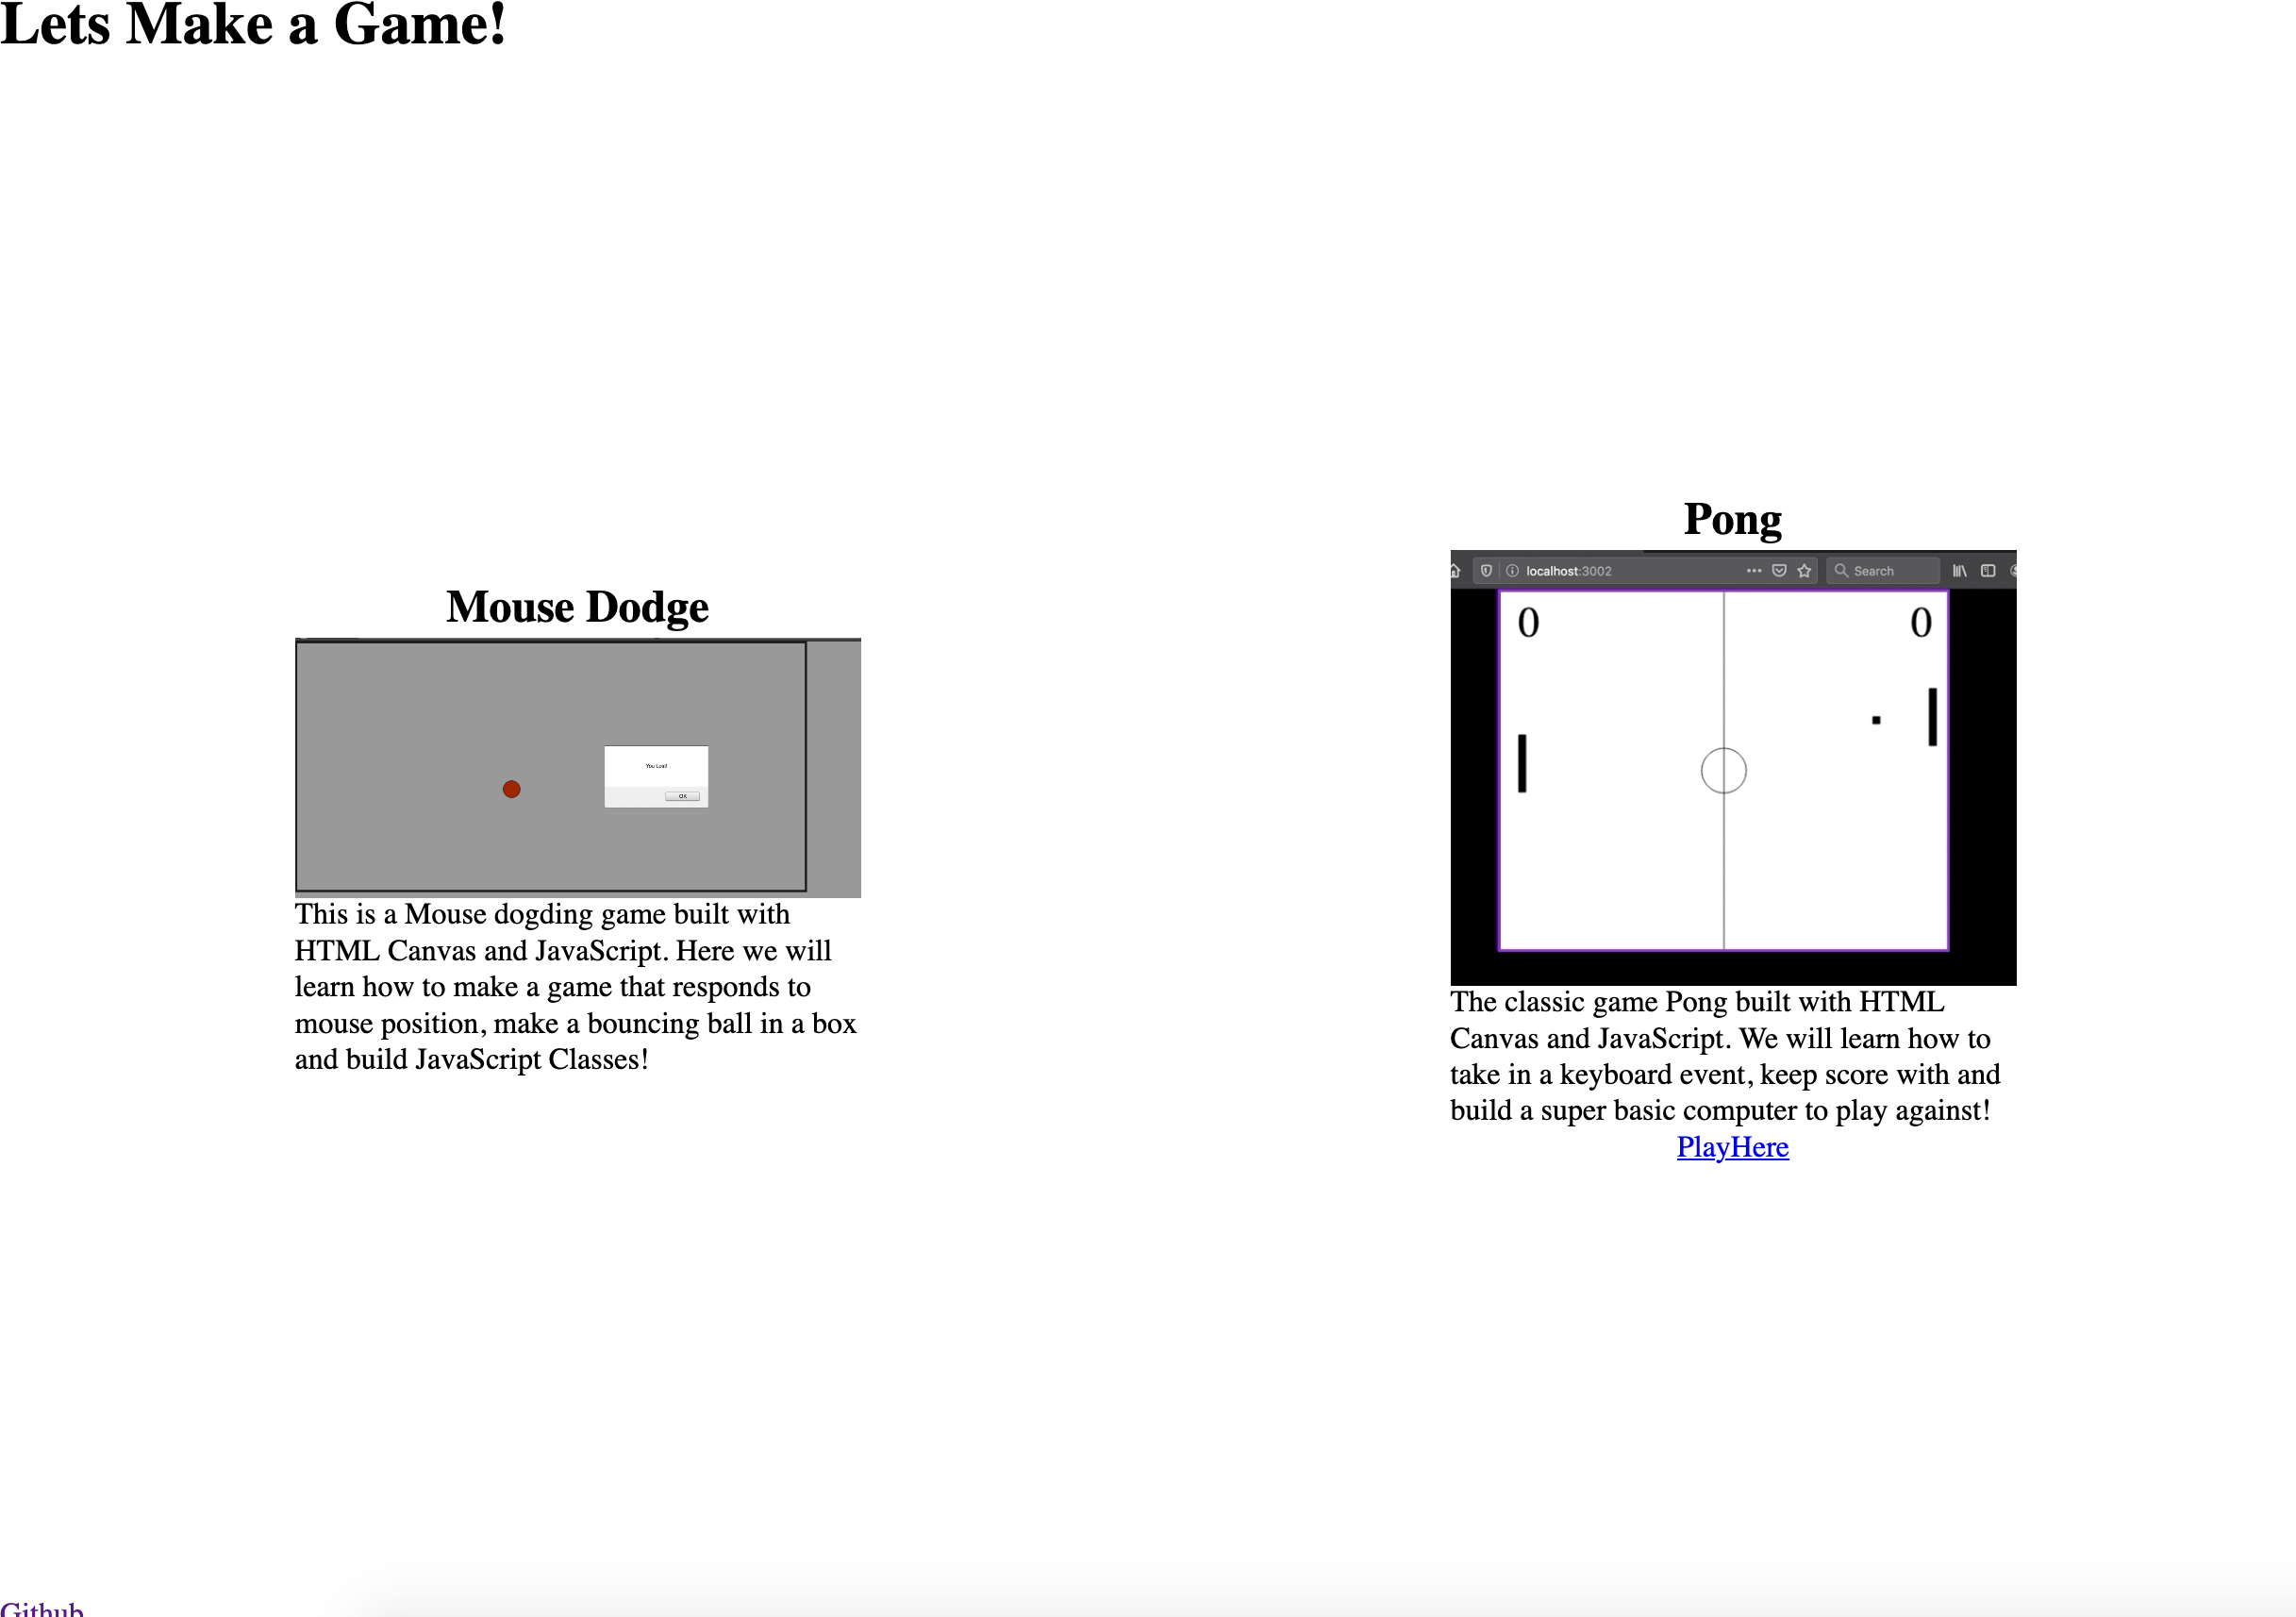 Lets Make a Game!
Mouse Dodge
You Lost!
OK
This is a Mouse dogding game built with
HTML Canvas and JavaScript. Here we will
learn how to make a game that responds to
mouse position, make a bouncing ball in a box
and build JavaScript Classes!
Pong
localhost:3002
Search
0 0
The classic game Pong built with HTML
Canvas and JavaScript. We will learn how to
take in a keyboard event, keep score with and
build a super basic computer to play against!
PlayHere
Github